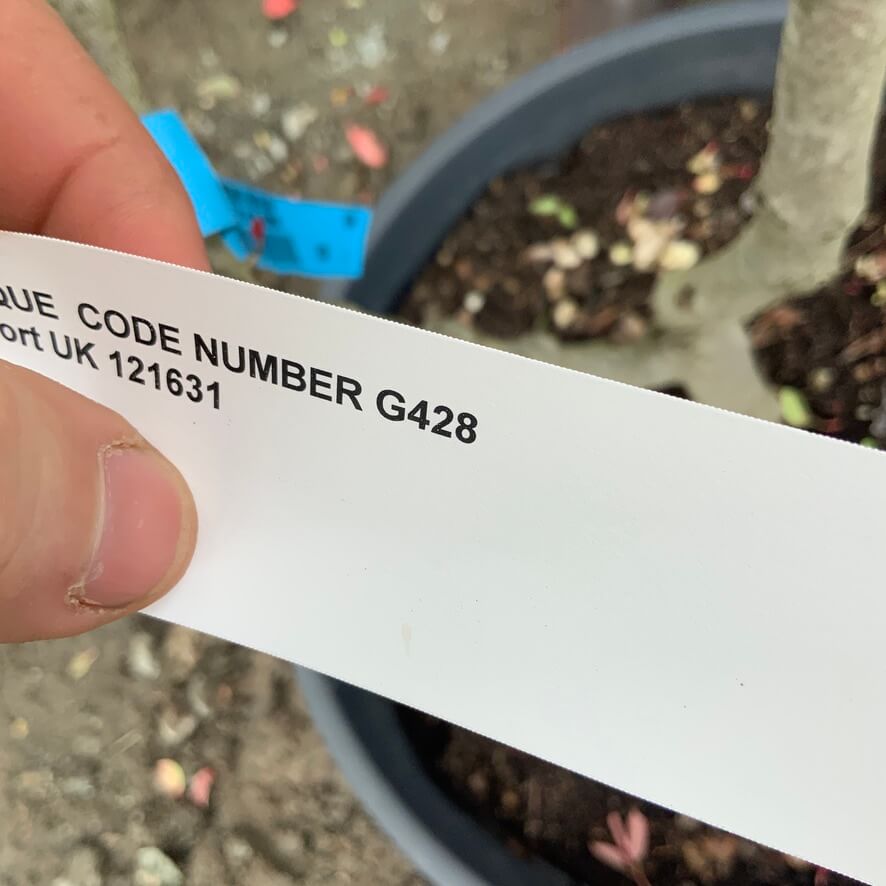 QUE CODE NUMBER G428
ort UK 121631